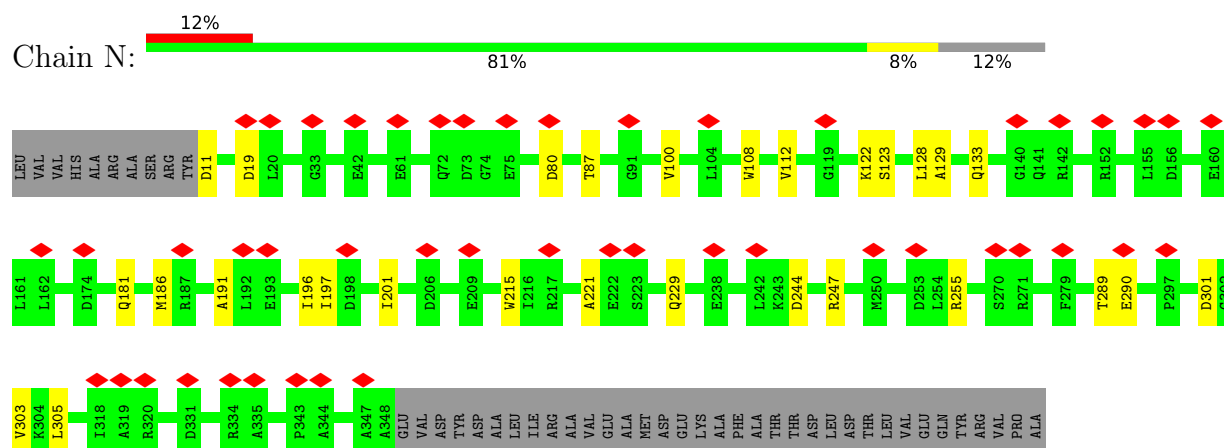 12%
Chain N:
81% 8% 12%
LEU VAL VAL HIS ALA ARG ALA SER ARG TYR D11 D19 L20 G33 E42 E61 Q72 D73 G74 E75 D80 T87 G91 V100 L104 W108 V112 G119 K122 S123 L128 A129 Q133 G140 Q141 R142 R152 L155 D156 E160
L161 L162 D174 Q181 M186 R187 A191 L192 E193 I196 I197 D198 I201 D206 E209 W215 I216 R217 A221 E222 S223 Q229 E238 L242 K243 D244 R247 M250 D253 L254 R255 S270 R271 F279 T289 E290 P297 D301
V303 K304 L305 I318 A319 R320 D331 R334 A335 P343 A344 A347 A348 GLU VAL ASP TYR ASP ALA LEU ILE ARG ALA VAL GLU ALA MET ASP GLU LYS ALA PHE ALA THR THR ASP LEU ASP THR LEU VAL GLU GLN TYR ARG VAL PRO ALA